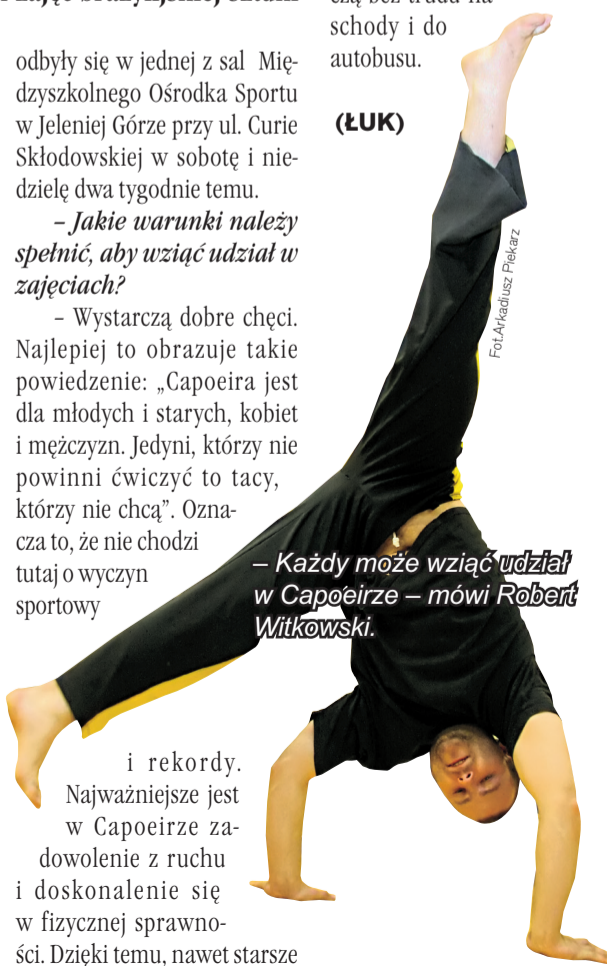 odbyły się w jednej z sal Mię-
dzyszkolnego Ośrodka Sportu
w Jeleniej Górze przy ul. Curie
Skłodowskiej w sobotę i nie-
dzielę dwa tygodnie temu.
– Jakie warunki należy
spełnić, aby wziąć udział w
zajęciach?
– Wystarczą dobre chęci.
Najlepiej to obrazuje takie
powiedzenie: „Capoeira jest
dla młodych i starych, kobiet
i mężczyzn. Jedyni, którzy nie
powinni ćwiczyć to tacy,
którzy nie chcą”. Ozna-
cza to, że nie chodzi
tutaj o wyczyn
sportowy
i rekordy.
Najważniejsze jest
w Capoeirze za-
dowolenie z ruchu
i doskonalenie się
w fizycznej sprawno-
ści. Dzięki temu, nawet starsze
schody i do
autobusu.
(ŁUK)
Fot.Arkadiusz Piekarz
– Każdy może wziąć udział
w Capoeirze – mówi Robert
Witkowski.